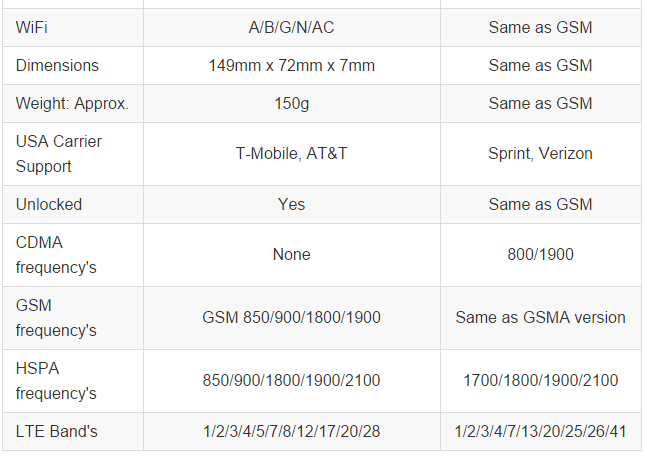 WiFi A/B/G/N/AC Same as GSM
Dimensions 149mm x 72mm x 7mm Same as GSM
Weight: Approx. 150g Same as GSM
USA Carrier
Support T-Mobile, AT&T Sprint, Verizon
Unlocked Yes Same as GSM
CDMA
frequency's None 800/1900
GSM
frequency's GSM 850/900/1800/1900 Same as GSMA version
HSPA
frequency's 850/900/1800/1900/2100 1700/1800/1900/2100
LTE Band's 1/2/3/4/5/7/8/12/17/20/28 1/2/3/4/7/13/20/25/26/41